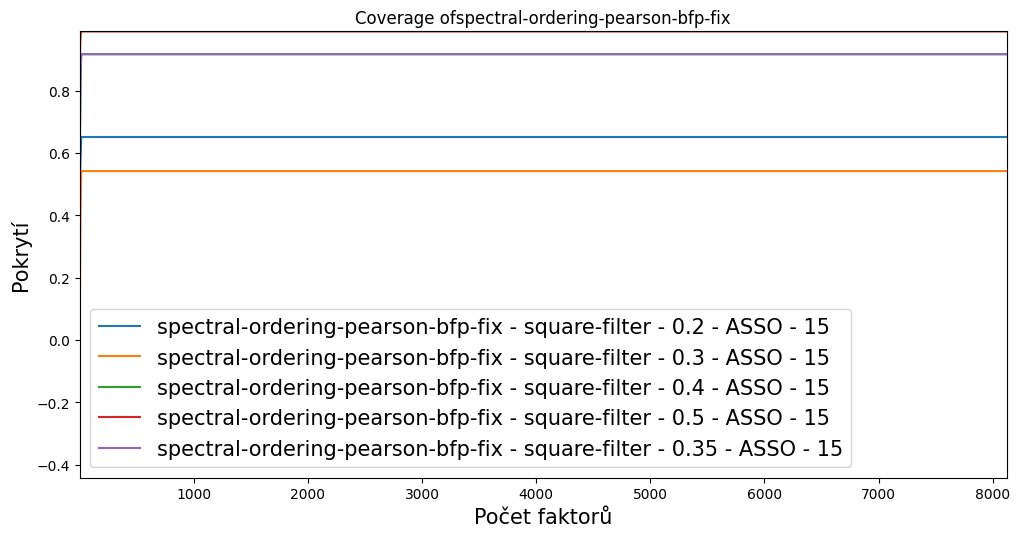 Coverage ofspectral-ordering-pearson-bfp-fix
0.8
0.6
0.4
0.2
0.0
−0.2
−0.4
Pokrytí
spectral-ordering-pearson-bfp-fix - square-filter - 0.2 - ASSO - 15
spectral-ordering-pearson-bfp-fix - square-filter - 0.3 - ASSO - 15
spectral-ordering-pearson-bfp-fix - square-filter - 0.4 - ASSO - 15
spectral-ordering-pearson-bfp-fix - square-filter - 0.5 - ASSO - 15
spectral-ordering-pearson-bfp-fix - square-filter - 0.35 - ASSO - 15
1000 2000 3000 4000 5000 6000 7000 8000
Počet faktorů